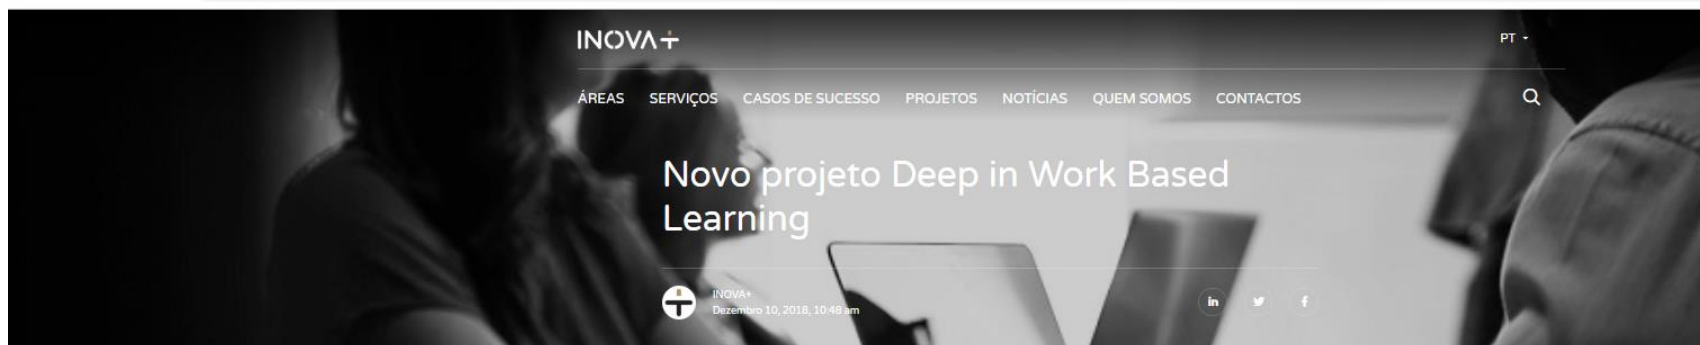 INOVA+
PT
ÁREAS SERVIÇOS CASOS DE SUCESSO PROJETOS NOTÍCIAS QUEM SOMOS CONTACTOS
Novo projeto Deep in Work Based
Learning
INOVA+
Dezembro 10, 2018, 10:48 am
in f